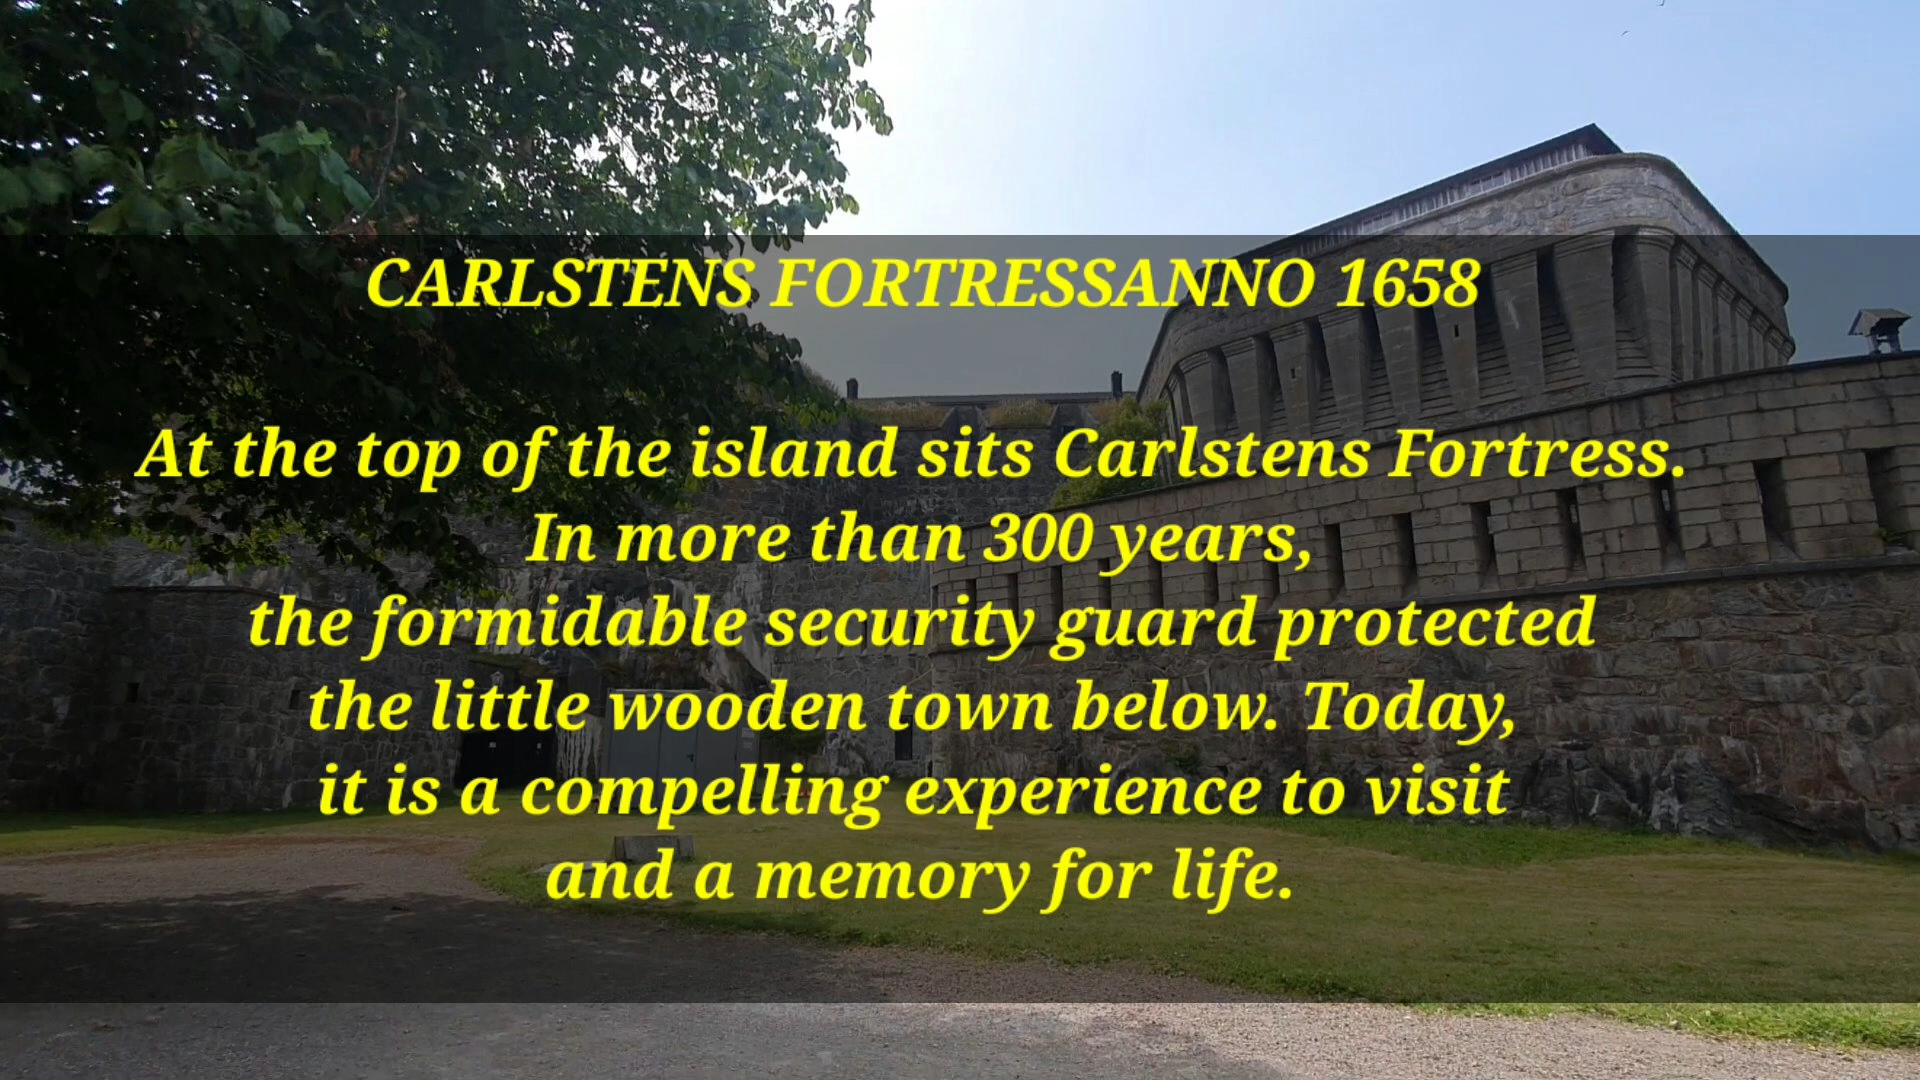 CARLSTENS FORTRESSANNO 1658
At the top of the island sits Carlstens Fortress.
In more than 300 years,
the formidable security guard protected
the little wooden town below. Today,
it is a compelling experience to visit
and a memory for life.